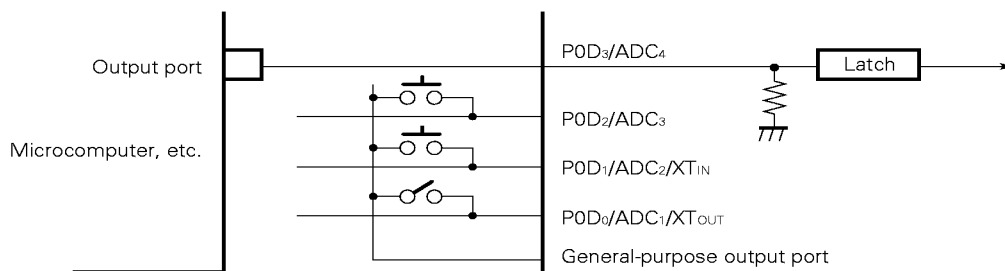 P0D₃/ADC₄
Output port
Latch
P0D₂/ADC₃
Microcomputer, etc.
P0D₁/ADC₂/XTIN
P0D₀/ADC₁/XTOUT
General-purpose output port